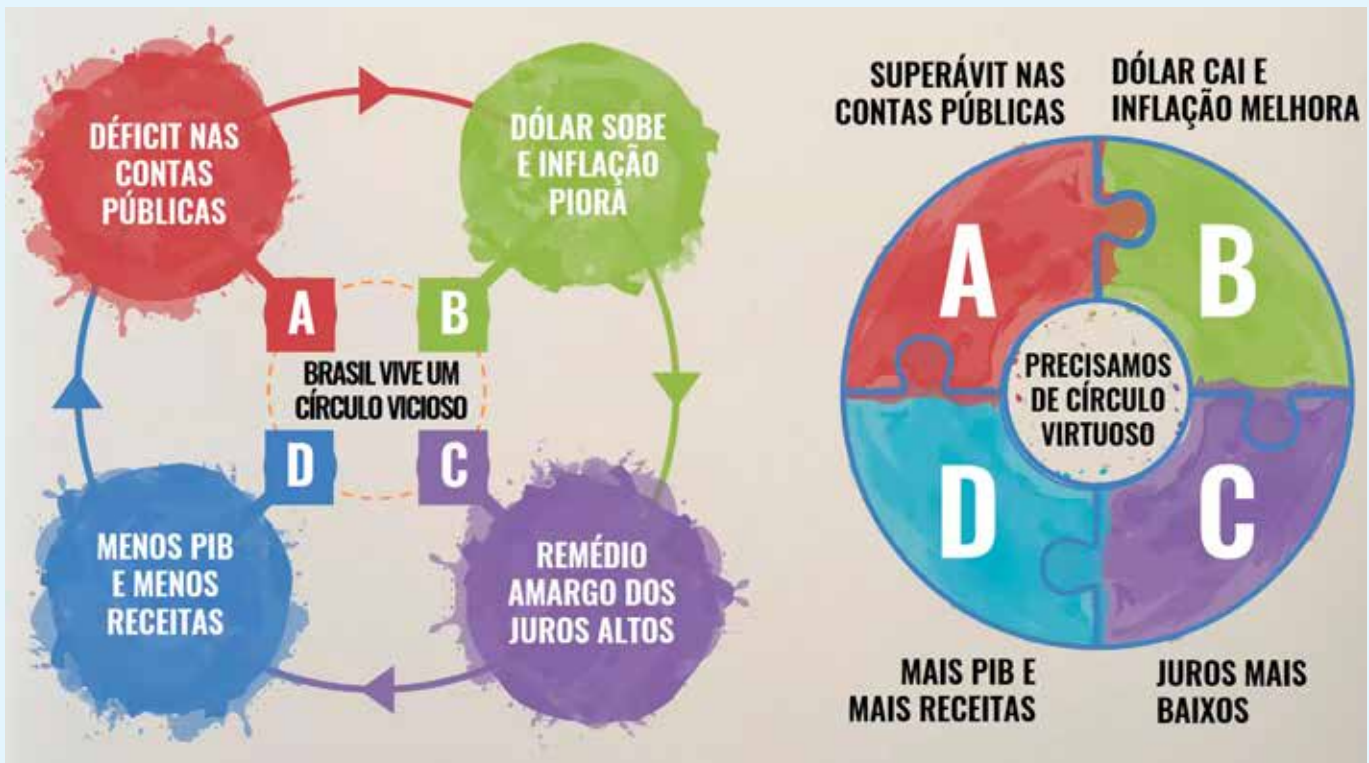 DÉFICIT NAS
CONTAS
PÚBLICAS
DÓLAR SOBE
E INFLAÇÃO
PIORA
A
B
BRASIL VIVE UM
CÍRCULO VICIOSO
D
C
MENOS PIB
E MENOS
RECEITAS
REMÉDIO
AMARGO DOS
JUROS ALTOS
SUPERÁVIT NAS
CONTAS PÚBLICAS
DÓLAR CAI E
INFLAÇÃO MELHORA
A
B
PRECISAMOS
DE CÍRCULO
VIRTUOSO
D
C
MAIS PIB E
MAIS RECEITAS
JUROS MAIS
BAIXOS